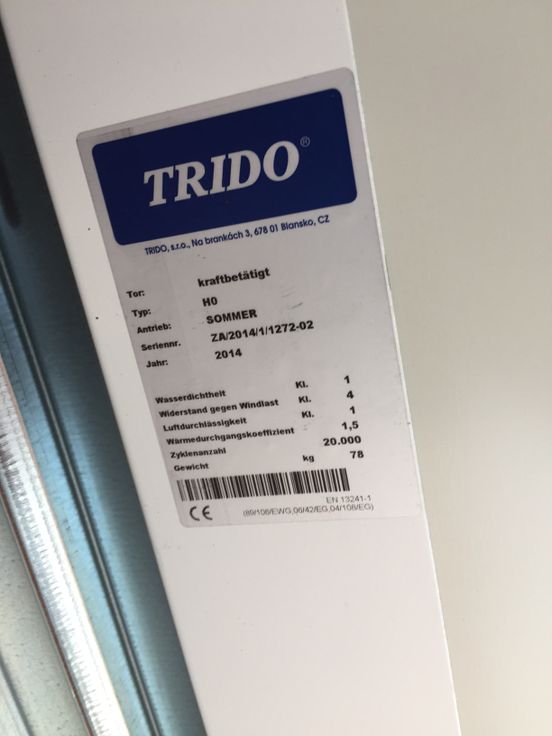 TRIDO®
TRIDO, s.r.o., Na brankách 3, 678 01 Blansko, CZ
Tor: kraftbetätigt
Typ: H0
Antrieb: SOMMER
Seriennr. ZA/2014/1/1272-02
Jahr: 2014
Wasserdichtheit Kl. 1
Widerstand gegen Windlast Kl. 4
Luftdurchlässigkeit Kl. 1
Wärmedurchgangskoeffizient 1,5
Zyklenanzahl 20.000
Gewicht kg 78
EN 13241-1
CE (89/106/EWG,06/42/EG,04/108/EG)